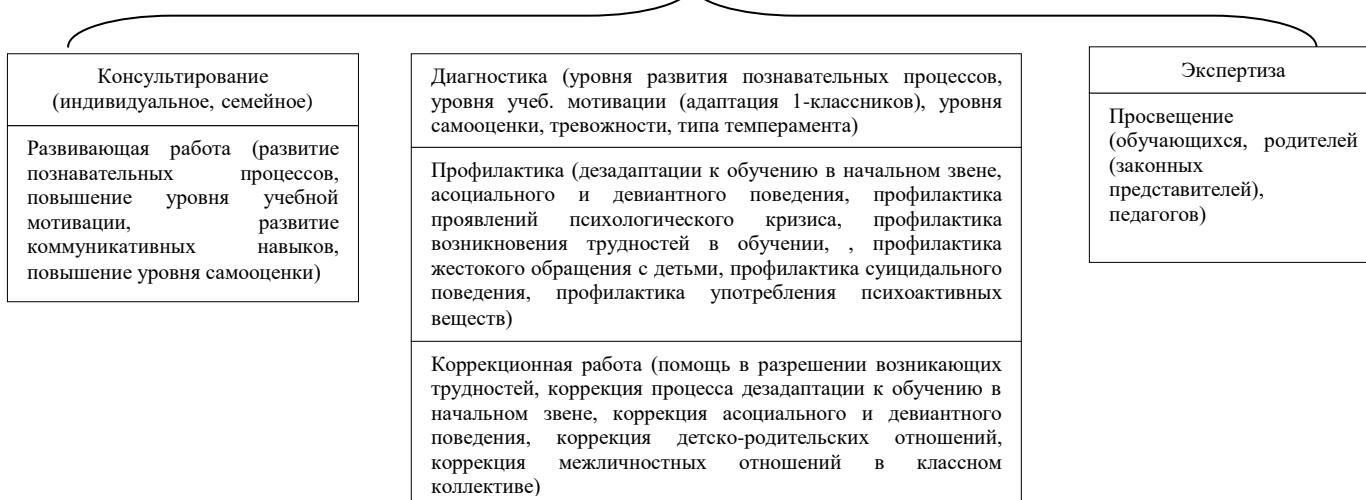 Консультирование
(индивидуальное, семейное)
Развивающая работа (развитие
познавательных процессов,
повышение уровня учебной
мотивации, развитие
коммуникативных навыков,
повышение уровня самооценки)
Диагностика (уровня развития познавательных процессов,
уровня учеб. мотивации (адаптация 1-классников), уровня
самооценки, тревожности, типа темперамента)
Профилактика (дезадаптации к обучению в начальном звене,
асоциального и девиантного поведения, профилактика
проявлений психологического кризиса, профилактика
возникновения трудностей в обучении, , профилактика
жестокого обращения с детьми, профилактика суицидального
поведения, профилактика употребления психоактивных
веществ)
Коррекционная работа (помощь в разрешении возникающих
трудностей, коррекция процесса дезадаптации к обучению в
начальном звене, коррекция асоциального и девиантного
поведения, коррекция детско-родительских отношений,
коррекция межличностных отношений в классном
коллективе)
Экспертиза
Просвещение
(обучающихся, родителей
(законных
представителей),
педагогов)